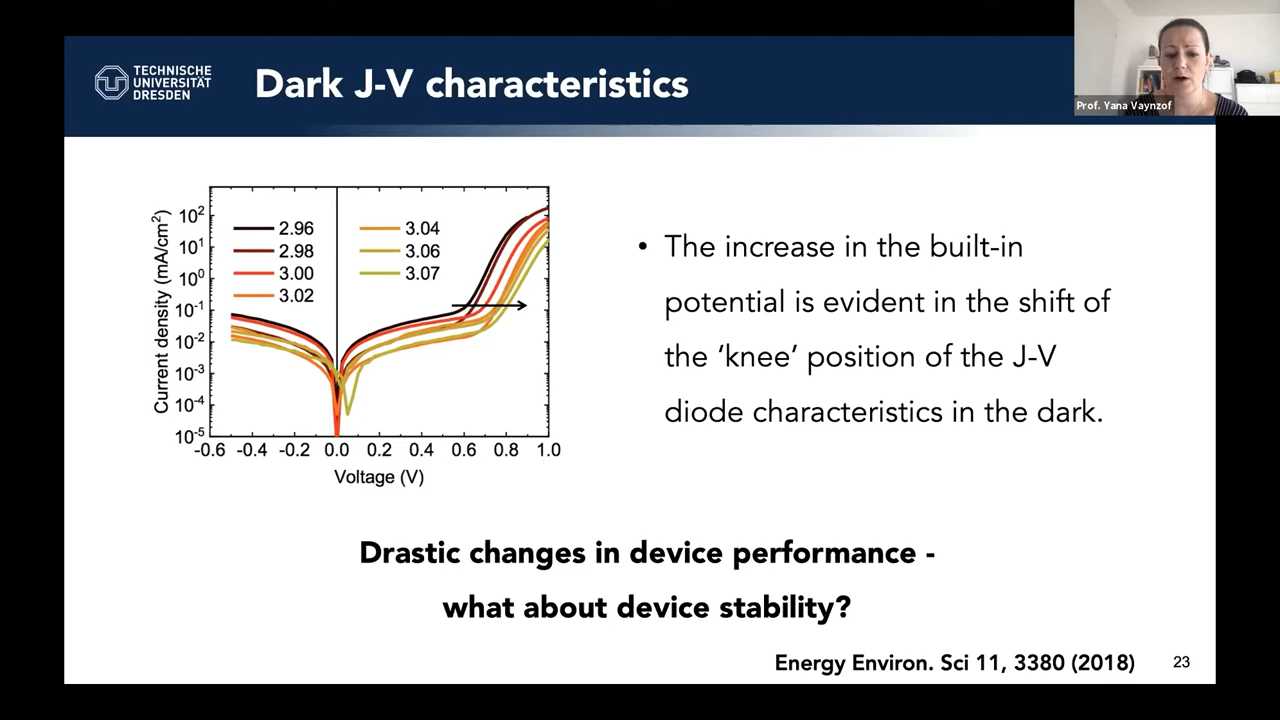 TECHNISCHE
UNIVERSITÄT
DRESDEN
Dark J-V characteristics
Prof. Yana Vaynzof
Current density (mA/cm²)
10²
10¹
10⁰
10⁻¹
10⁻²
10⁻³
10⁻⁴
10⁻⁵
2.96
2.98
3.00
3.02
3.04
3.06
3.07
-0.6 -0.4 -0.2 0.0 0.2 0.4 0.6 0.8 1.0
Voltage (V)
• The increase in the built-in
potential is evident in the shift of
the ‘knee’ position of the J-V
diode characteristics in the dark.
Drastic changes in device performance -
what about device stability?
Energy Environ. Sci 11, 3380 (2018)
23